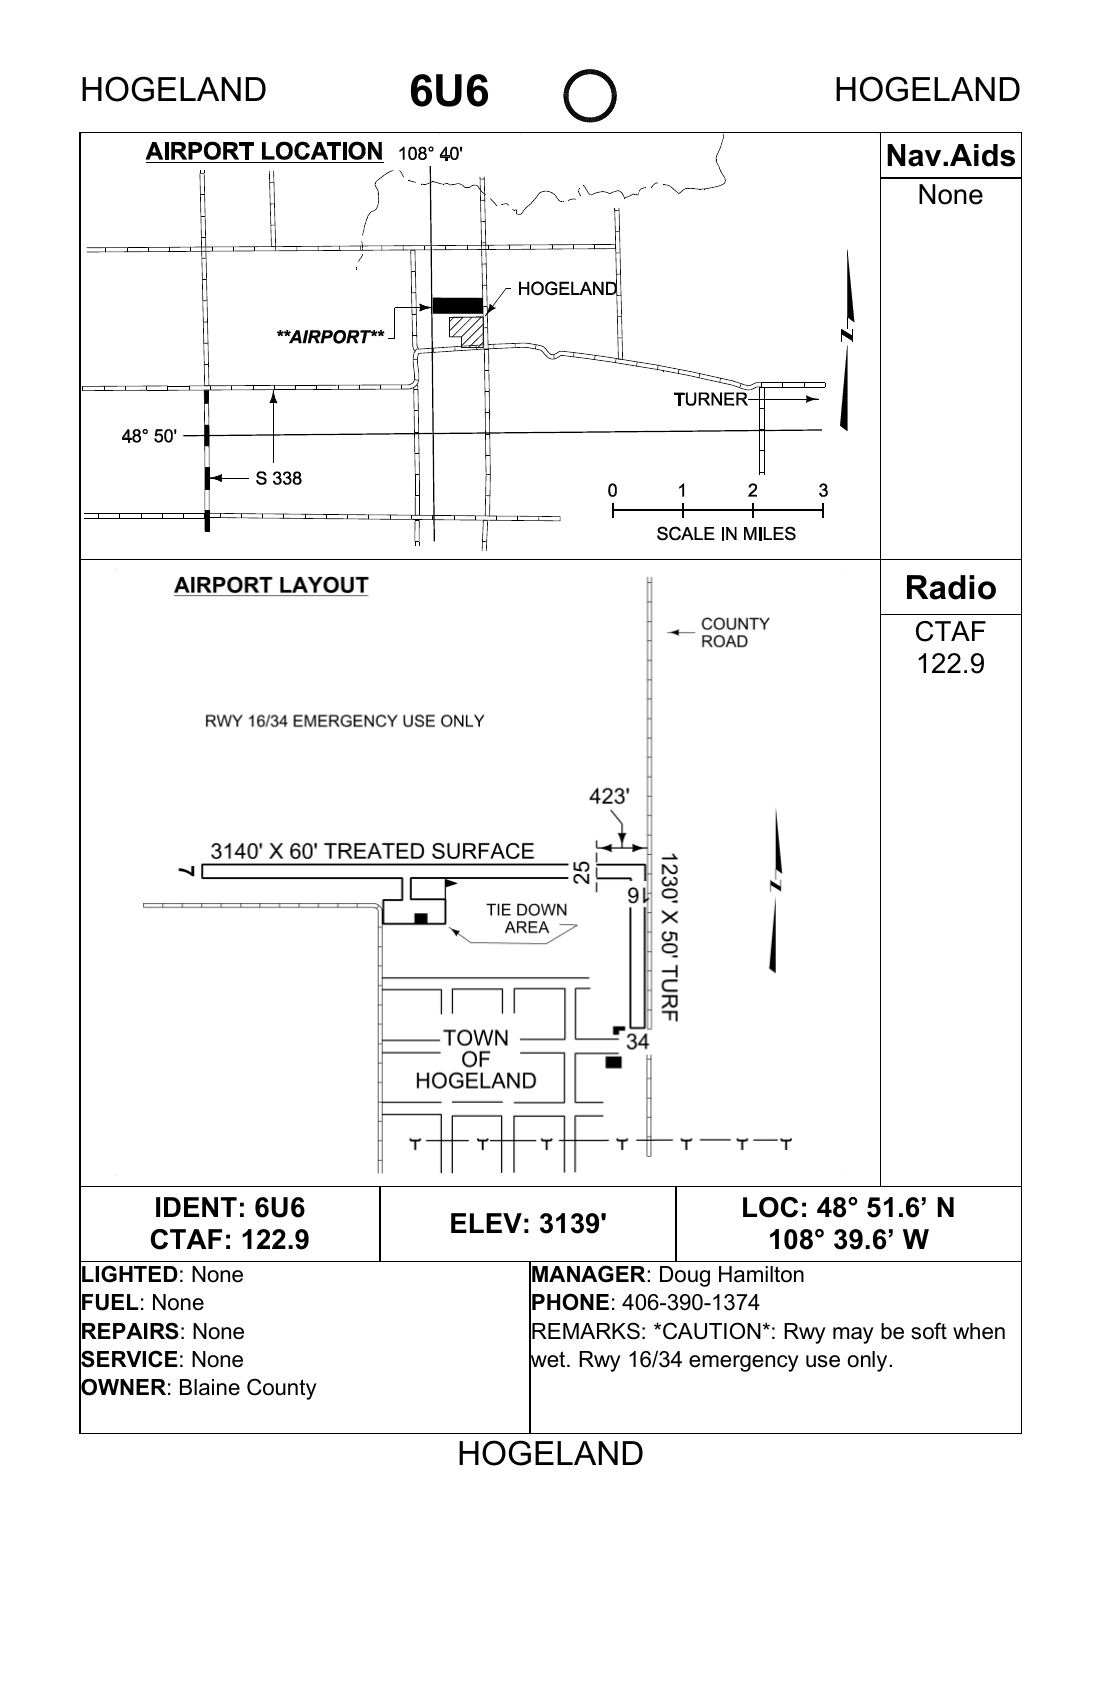 HOGELAND 6U6 HOGELAND
AIRPORT LOCATION 108° 40'
HOGELAND
**AIRPORT**
TURNER
48° 50'
S 338
0 1 2 3
SCALE IN MILES
N
Nav.Aids
None
AIRPORT LAYOUT
COUNTY
ROAD
RWY 16/34 EMERGENCY USE ONLY
423'
3140' X 60' TREATED SURFACE
7
25
16
1230' X 50' TURF
TIE DOWN
AREA
N
34
TOWN
OF
HOGELAND
Radio
CTAF
122.9
IDENT: 6U6
CTAF: 122.9
ELEV: 3139'
LOC: 48° 51.6’ N
108° 39.6’ W
LIGHTED: None
FUEL: None
REPAIRS: None
SERVICE: None
OWNER: Blaine County
MANAGER: Doug Hamilton
PHONE: 406-390-1374
REMARKS: *CAUTION*: Rwy may be soft when
wet. Rwy 16/34 emergency use only.
HOGELAND